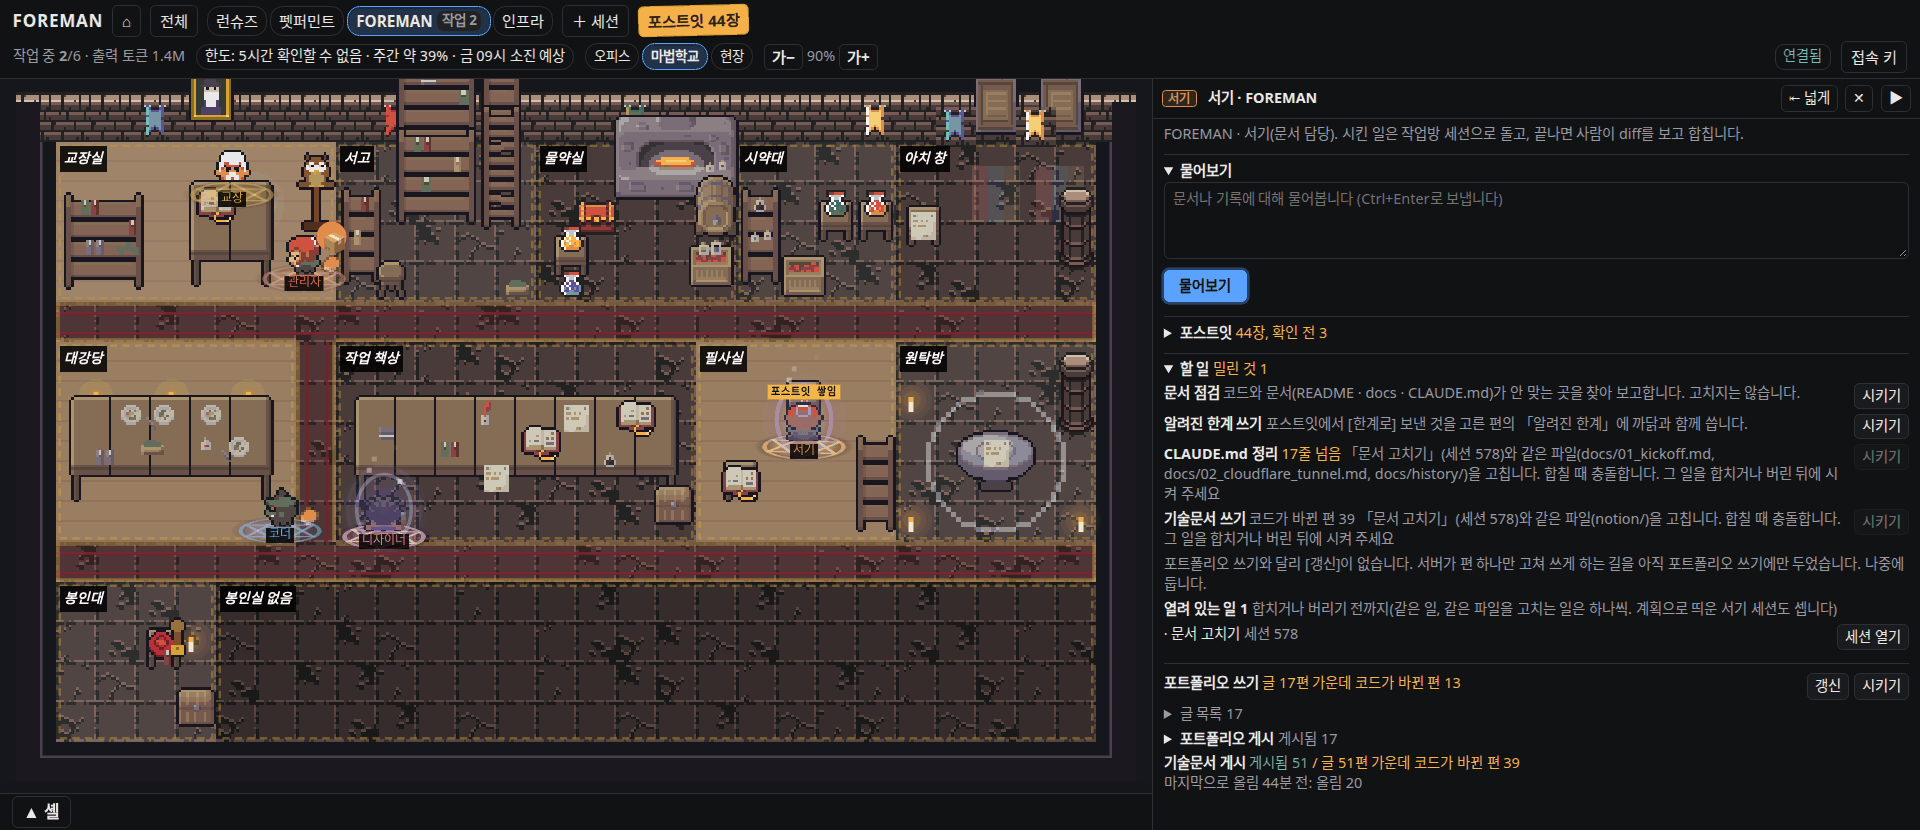 FOREMAN ⌂ 전체 런슈즈 펫퍼민트 FOREMAN 작업 2 인프라 + 세션 포스트잇 44장
작업 중 2/6 · 출력 토큰 1.4M 한도: 5시간 확인할 수 없음 · 주간 약 39% · 금 09시 소진 예상 오피스 마법학교 현장 가− 90% 가+ 연결됨 접속 키
교장실
서고
물약실
시약대
아치 창
교장
관리자
대강당
작업 책상
필사실
원탁방
포스트잇 쌓임
서기
코더
디자이너
봉인대
봉인실 없음
▲ 셸
서기 서기 · FOREMAN ⇤ 넓게 ✕ ▶
FOREMAN · 서기(문서 담당). 시킨 일은 작업방 세션으로 돌고, 끝나면 사람이 diff를 보고 합칩니다.
▼ 물어보기
문서나 기록에 대해 물어봅니다 (Ctrl+Enter로 보냅니다)
물어보기
▶ 포스트잇 44장, 확인 전 3
▼ 할 일 밀린 것 1
문서 점검 코드와 문서(README · docs · CLAUDE.md)가 안 맞는 곳을 찾아 보고합니다. 고치지는 않습니다. 시키기
알려진 한계 쓰기 포스트잇에서 [한계로] 보낸 것을 고른 편의 「알려진 한계」에 까닭과 함께 씁니다. 시키기
CLAUDE.md 정리 17줄 넘음 「문서 고치기」(세션 578)와 같은 파일(docs/01_kickoff.md, 시키기
docs/02_cloudflare_tunnel.md, docs/history/)을 고칩니다. 합칠 때 충돌합니다. 그 일을 합치거나 버린 뒤에 시
켜 주세요
기술문서 쓰기 코드가 바뀐 편 39 「문서 고치기」(세션 578)와 같은 파일(notion/)을 고칩니다. 합칠 때 충돌합니다. 시키기
그 일을 합치거나 버린 뒤에 시켜 주세요
포트폴리오 쓰기와 달리 [갱신]이 없습니다. 서버가 편 하나만 고쳐 쓰게 하는 길을 아직 포트폴리오 쓰기에만 두었습니다. 나중에
둡니다.
열려 있는 일 1 합치거나 버리기 전까지(같은 일, 같은 파일을 고치는 일은 하나씩. 계획으로 띄운 서기 세션도 셉니다)
· 문서 고치기 세션 578 세션 열기
포트폴리오 쓰기 글 17편 가운데 코드가 바뀐 편 13 갱신 시키기
▶ 글 목록 17
▶ 포트폴리오 게시 게시됨 17
기술문서 게시 게시됨 51 / 글 51편 가운데 코드가 바뀐 편 39
마지막으로 올림 44분 전: 올림 20